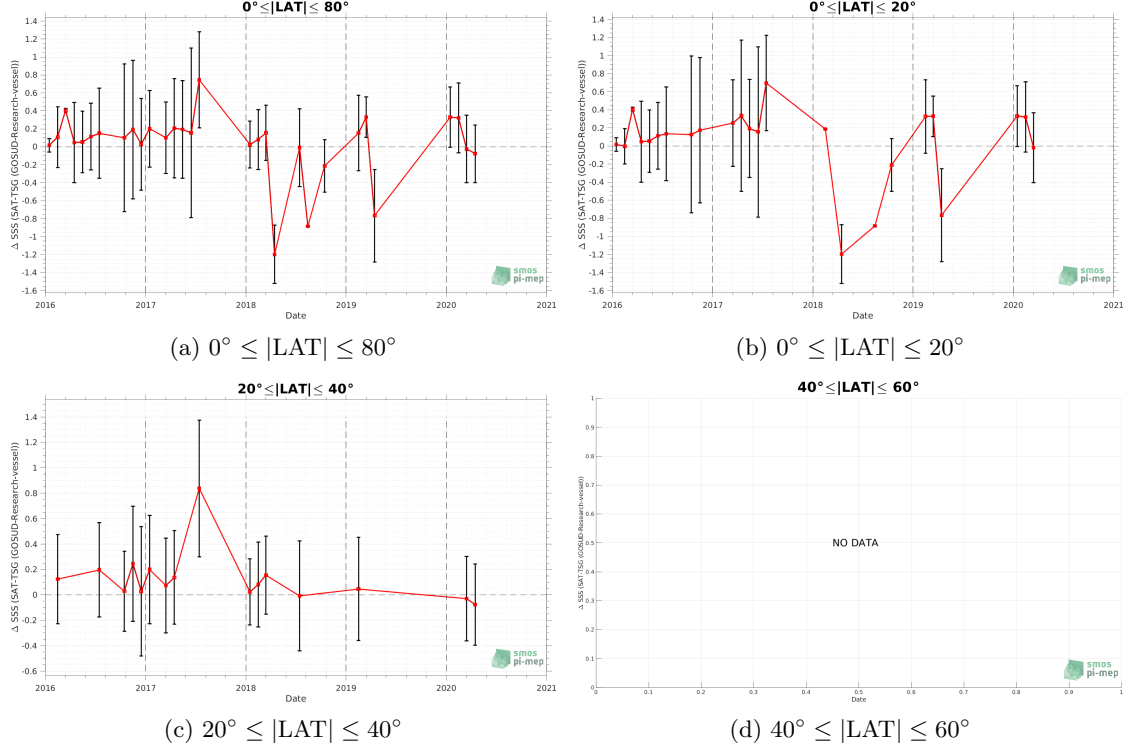 0°≤|LAT|≤ 80°
Δ SSS (SAT-TSG (GOSUD-Research-vessel))
1.4
1.2
1
0.8
0.6
0.4
0.2
0
-0.2
-0.4
-0.6
-0.8
-1
-1.2
-1.4
-1.6
2016 2017 2018 2019 2020 2021
Date
smos
pi-mep
(a) 0° ≤ |LAT| ≤ 80°
0°≤|LAT|≤ 20°
Δ SSS (SAT-TSG (GOSUD-Research-vessel))
1.4
1.2
1
0.8
0.6
0.4
0.2
0
-0.2
-0.4
-0.6
-0.8
-1
-1.2
-1.4
-1.6
2016 2017 2018 2019 2020 2021
Date
smos
pi-mep
(b) 0° ≤ |LAT| ≤ 20°
20°≤|LAT|≤ 40°
Δ SSS (SAT-TSG (GOSUD-Research-vessel))
1.4
1.2
1
0.8
0.6
0.4
0.2
0
-0.2
-0.4
-0.6
2016 2017 2018 2019 2020 2021
Date
smos
pi-mep
(c) 20° ≤ |LAT| ≤ 40°
40°≤|LAT|≤ 60°
Δ SSS (SAT-TSG (GOSUD-Research-vessel))
1
0.9
0.8
0.7
0.6
0.5
0.4
0.3
0.2
0.1
0
NO DATA
0 0.1 0.2 0.3 0.4 0.5 0.6 0.7 0.8 0.9 1
Date
smos
pi-mep
(d) 40° ≤ |LAT| ≤ 60°